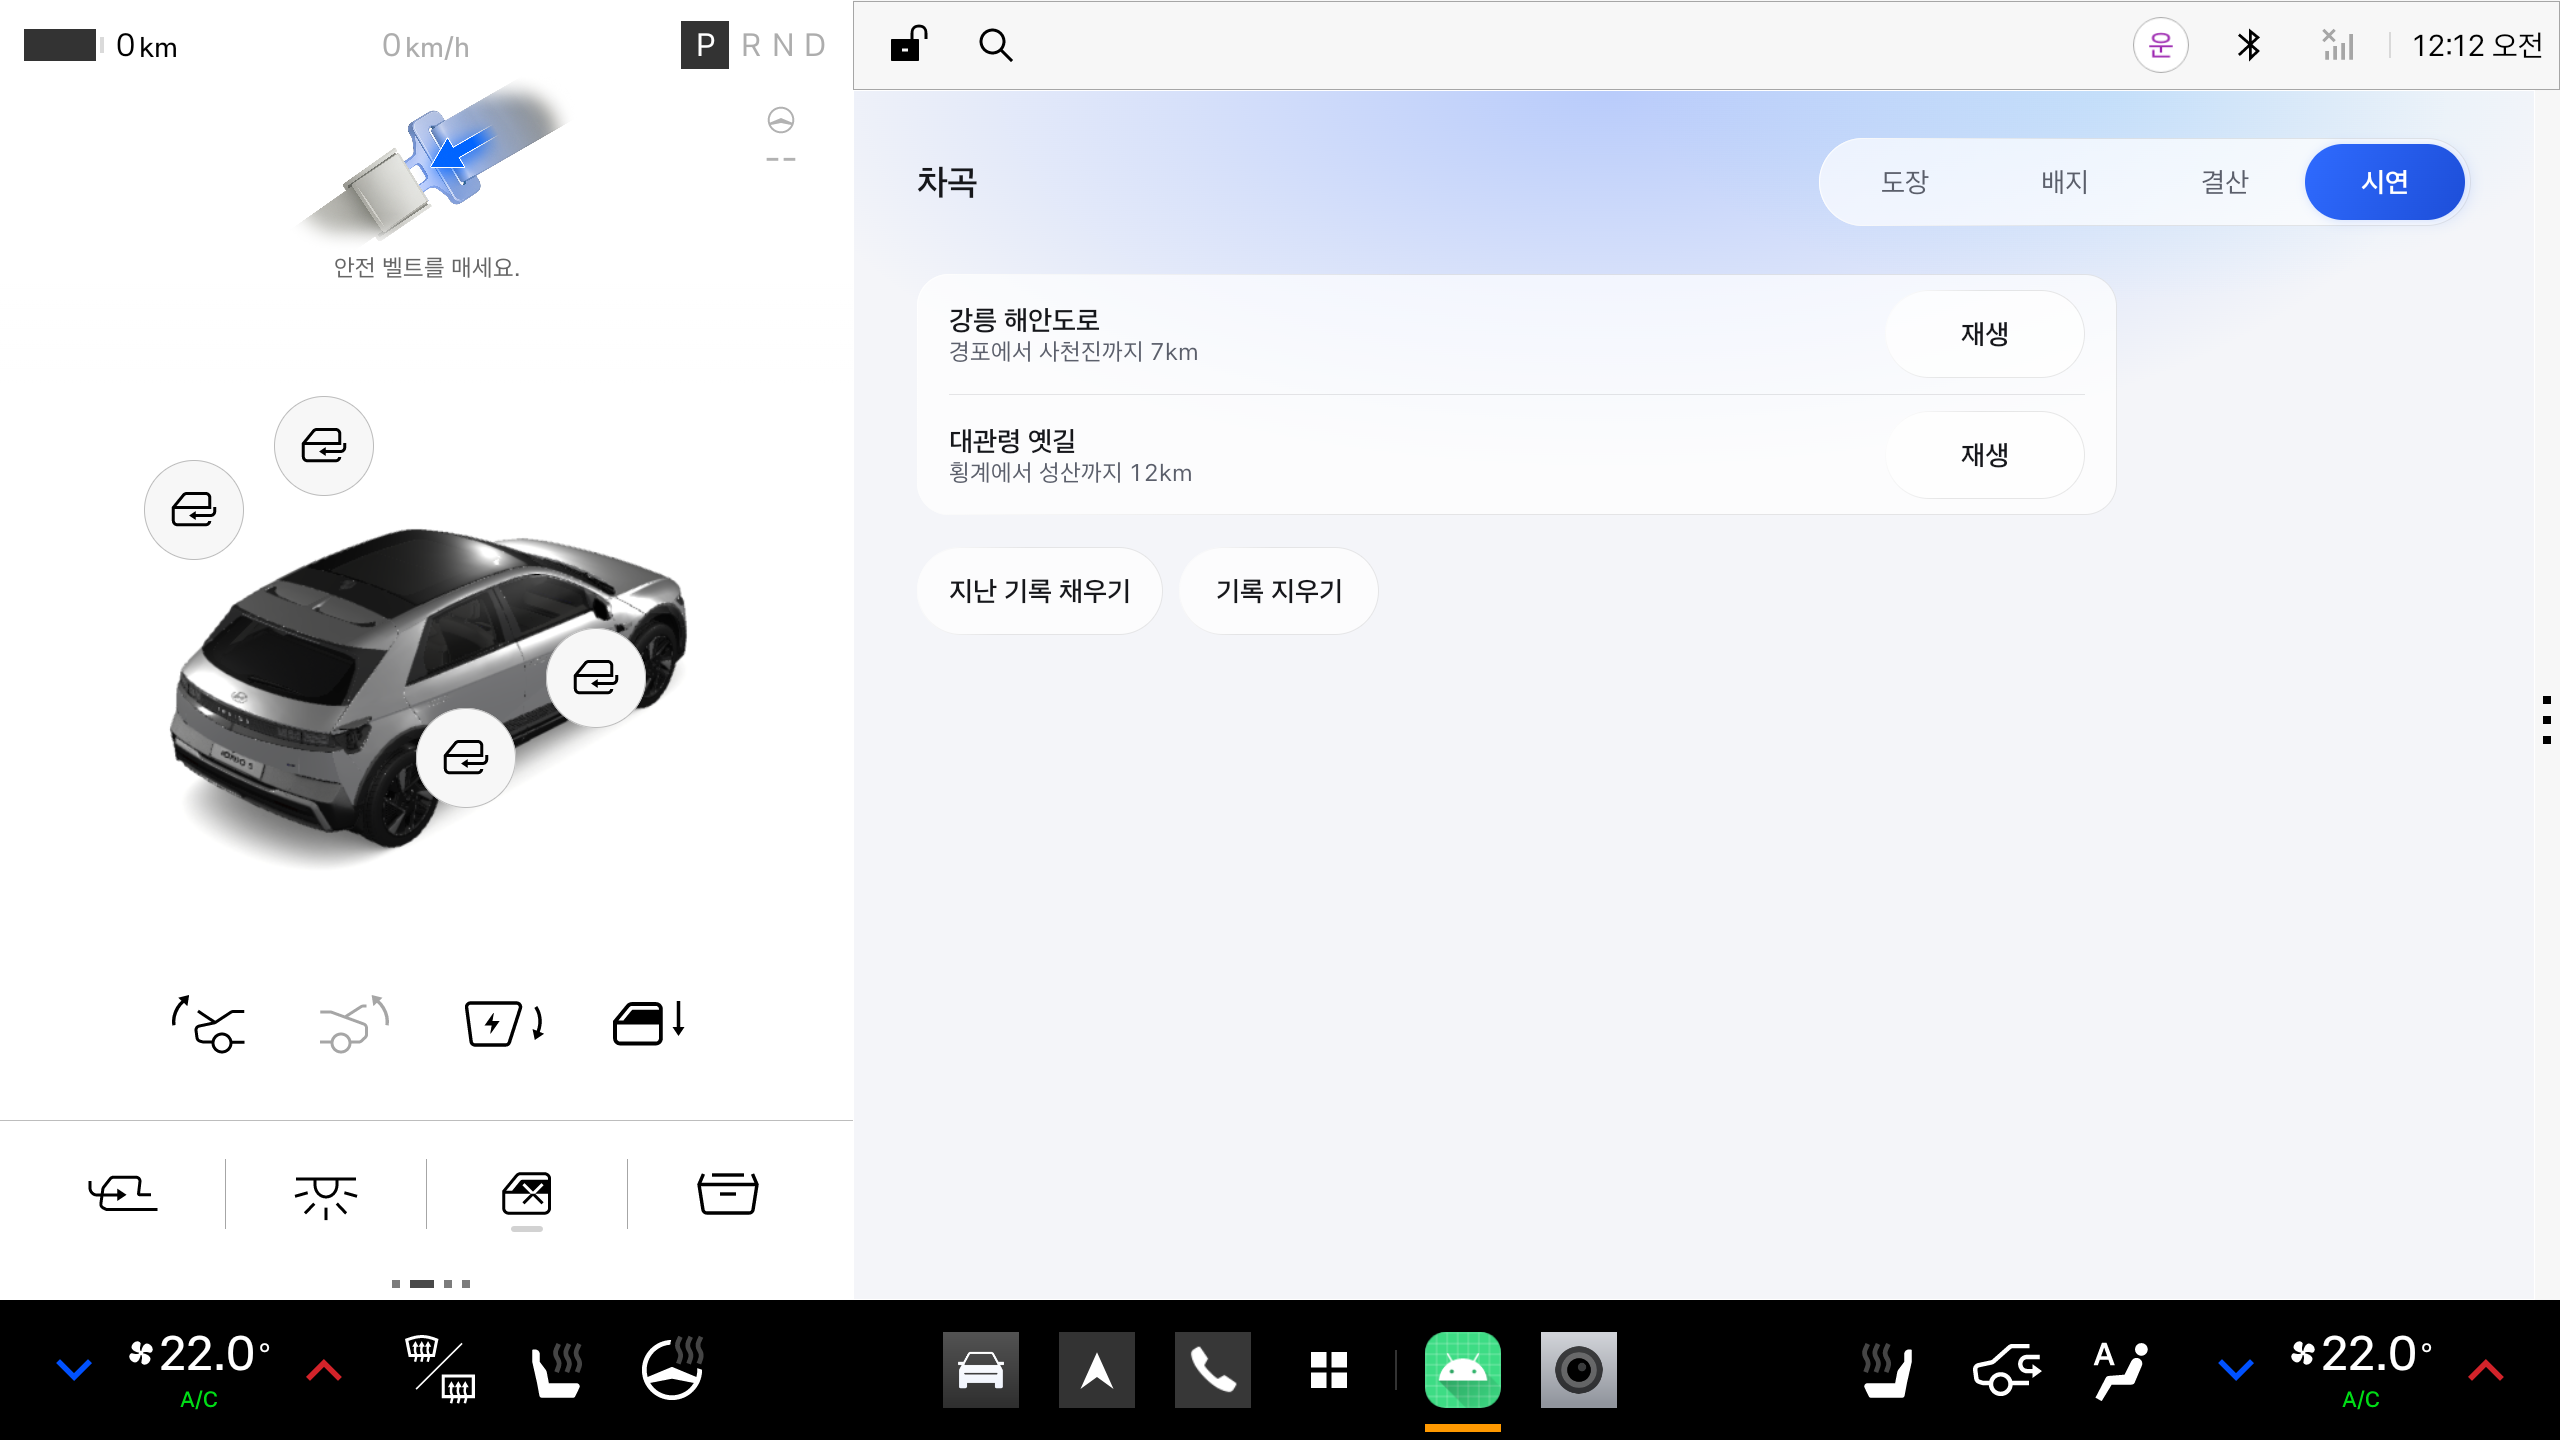 0 km
0 km/h
P R N D
안전 벨트를 매세요.
운
12:12 오전
차곡
도장 배지 결산 시연
강릉 해안도로
경포에서 사천진까지 7km
재생
대관령 옛길
횡계에서 성산까지 12km
재생
지난 기록 채우기 기록 지우기
22.0°
A/C
A
22.0°
A/C